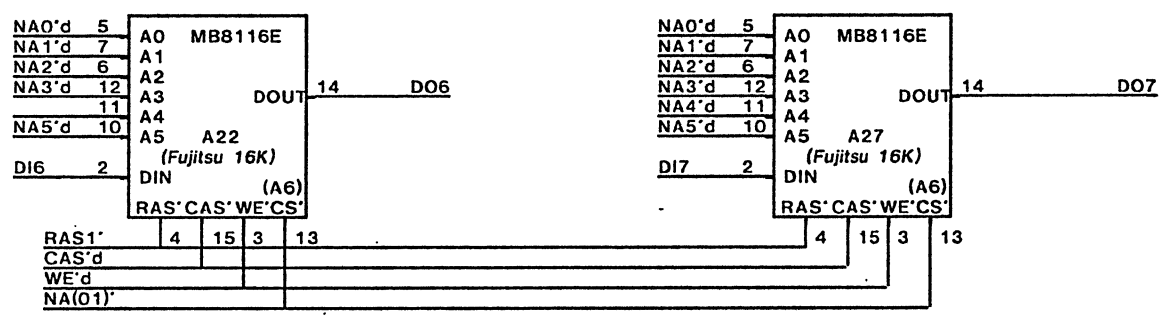 NA0'd 5 A0 MB8116E
NA1'd 7 A1
NA2'd 6 A2
NA3'd 12 A3 DOUT 14 DO6
11 A4
NA5'd 10 A5 A22
(Fujitsu 16K)
DI6 2 DIN
(A6)
RAS' CAS' WE' CS'
4 15 3 13
NA0'd 5 A0 MB8116E
NA1'd 7 A1
NA2'd 6 A2
NA3'd 12 A3 DOUT 14 DO7
NA4'd 11 A4
NA5'd 10 A5 A27
(Fujitsu 16K)
DI7 2 DIN
(A6)
RAS' CAS' WE' CS'
4 15 3 13
RAS1'
CAS'd
WE'd
NA(01)'